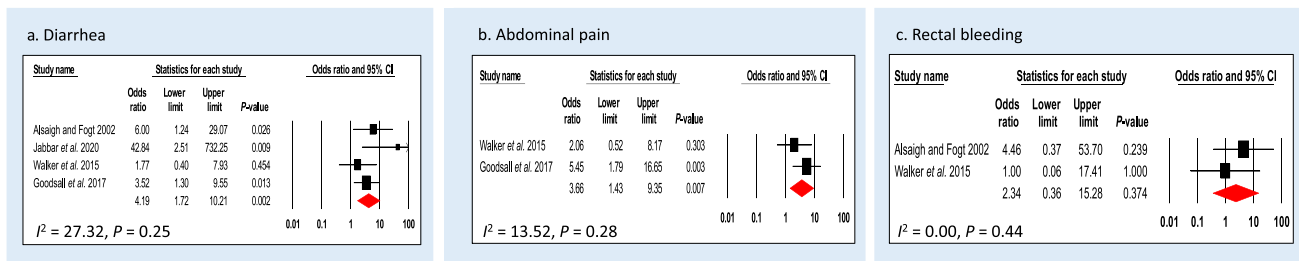 a. Diarrhea
Study name Statistics for each study Odds ratio and 95% CI
Odds ratio Lower limit Upper limit P-value
Alsaigh and Fogt 2002 6.00 1.24 29.07 0.026
Jabbar et al. 2020 42.84 2.51 732.25 0.009
Walker et al. 2015 1.77 0.40 7.93 0.454
Goodsall et al. 2017 3.52 1.30 9.55 0.013
4.19 1.72 10.21 0.002
0.01 0.1 1 10 100
I² = 27.32, P = 0.25
b. Abdominal pain
Study name Statistics for each study Odds ratio and 95% CI
Odds ratio Lower limit Upper limit P-value
Walker et al. 2015 2.06 0.52 8.17 0.303
Goodsall et al. 2017 5.45 1.79 16.65 0.003
3.66 1.43 9.35 0.007
0.01 0.1 1 10 100
I² = 13.52, P = 0.28
c. Rectal bleeding
Study name Statistics for each study Odds ratio and 95% CI
Odds ratio Lower limit Upper limit P-value
Alsaigh and Fogt 2002 4.46 0.37 53.70 0.239
Walker et al. 2015 1.00 0.06 17.41 1.000
2.34 0.36 15.28 0.374
0.01 0.1 1 10 100
I² = 0.00, P = 0.44